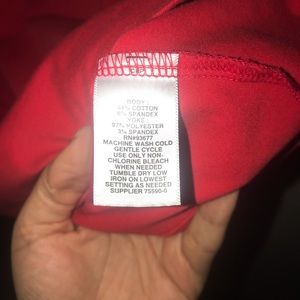 BODY:
94% COTTON
6% SPANDEX
YOKE
97% POLYESTER
3% SPANDEX
RN#93677
MACHINE WASH COLD
GENTLE CYCLE
USE ONLY NON-
CHLORINE BLEACH
WHEN NEEDED
TUMBLE DRY LOW
IRON ON LOWEST
SETTING AS NEEDED
SUPPLIER 75590-6